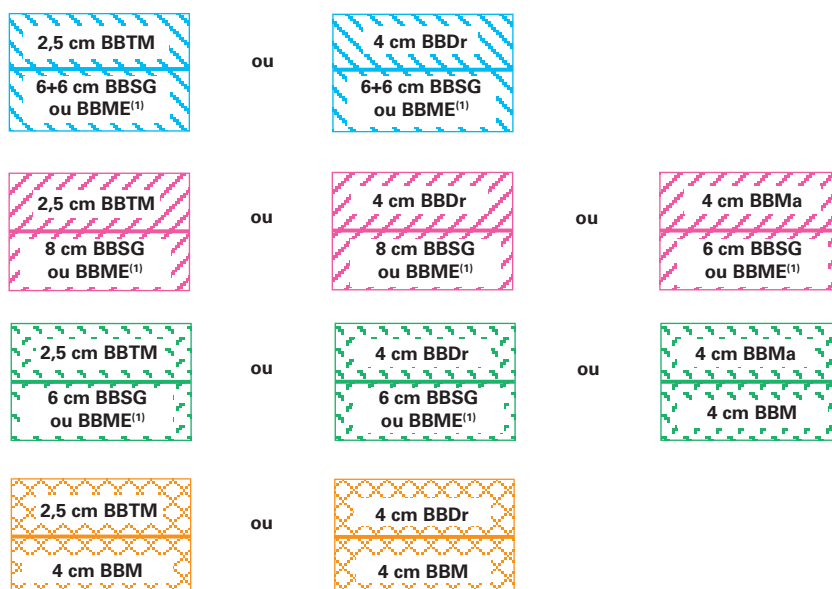 2,5 cm BBTM
6+6 cm BBSG
ou BBME(1)
ou
4 cm BBDr
6+6 cm BBSG
ou BBME(1)
2,5 cm BBTM
8 cm BBSG
ou BBME(1)
ou
4 cm BBDr
8 cm BBSG
ou BBME(1)
ou
4 cm BBMa
6 cm BBSG
ou BBME(1)
2,5 cm BBTM
6 cm BBSG
ou BBME(1)
ou
4 cm BBDr
6 cm BBSG
ou BBME(1)
ou
4 cm BBMa
4 cm BBM
2,5 cm BBTM
4 cm BBM
ou
4 cm BBDr
4 cm BBM